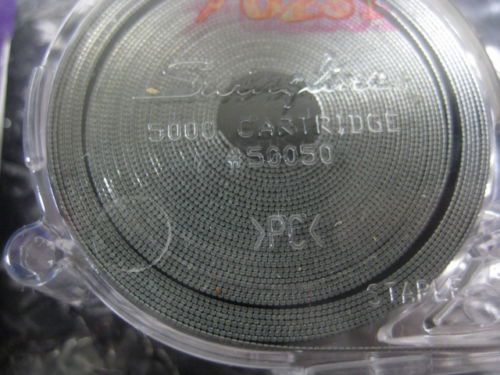 Swingline
5000 CARTRIDGE
#50050
>PC<
STAPLE